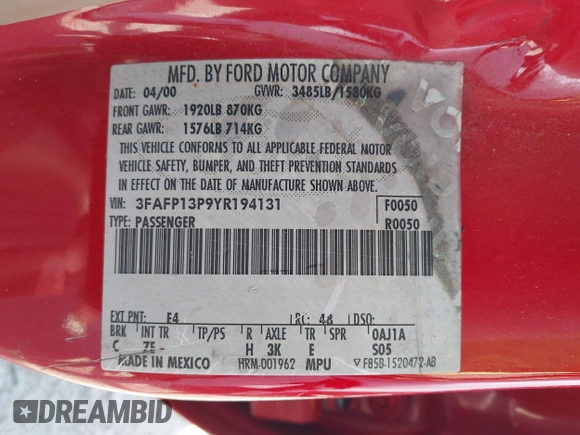 MFD. BY FORD MOTOR COMPANY
DATE: 04/00 GVWR: 3485LB/1580KG
FRONT GAWR: 1920LB 870KG
REAR GAWR: 1576LB 714KG
THIS VEHICLE CONFORMS TO ALL APPLICABLE FEDERAL MOTOR
VEHICLE SAFETY, BUMPER, AND THEFT PREVENTION STANDARDS
IN EFFECT ON THE DATE OF MANUFACTURE SHOWN ABOVE.
VIN: 3FAFP13P9YR194131 F0050
TYPE: PASSENGER R0050
EXT PNT: E4 RC: 48 DSO:
BRK INT TR TP/PS R AXLE TR SPR 0AJ1A
C 7E- H 3K E S05
MADE IN MEXICO HRM-001962 MPU F85B-1520472-AB
DREAMBID